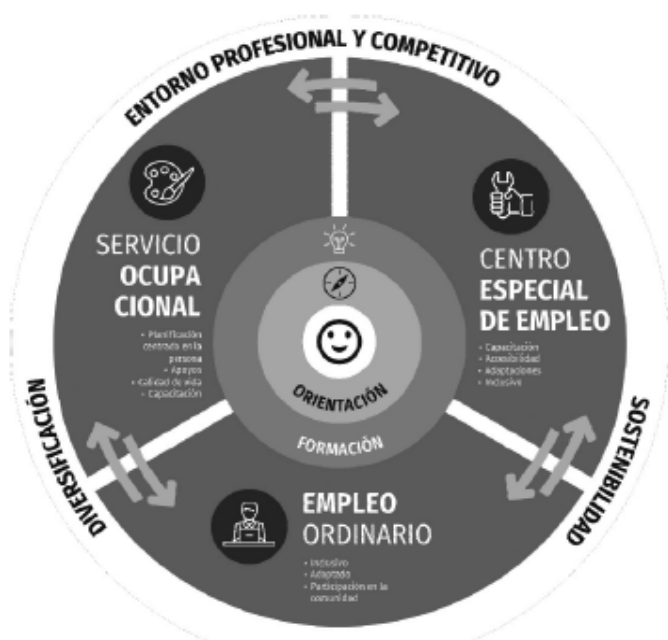 ENTORNO PROFESIONAL Y COMPETITIVO
SERVICIO
OCUPA
CIONAL
• Planificación
centrada en la
persona
• Apoyos
• Calidad de vida
• Capacitación
CENTRO
ESPECIAL
DE EMPLEO
• Capacitación
• Accesibilidad
• Adaptaciones
• Inclusivo
ORIENTACIÓN
FORMACIÓN
DIVERSIFICACIÓN
SOSTENIBILIDAD
EMPLEO
ORDINARIO
• Inclusivo
• Adaptado
• Participación en la
comunidad